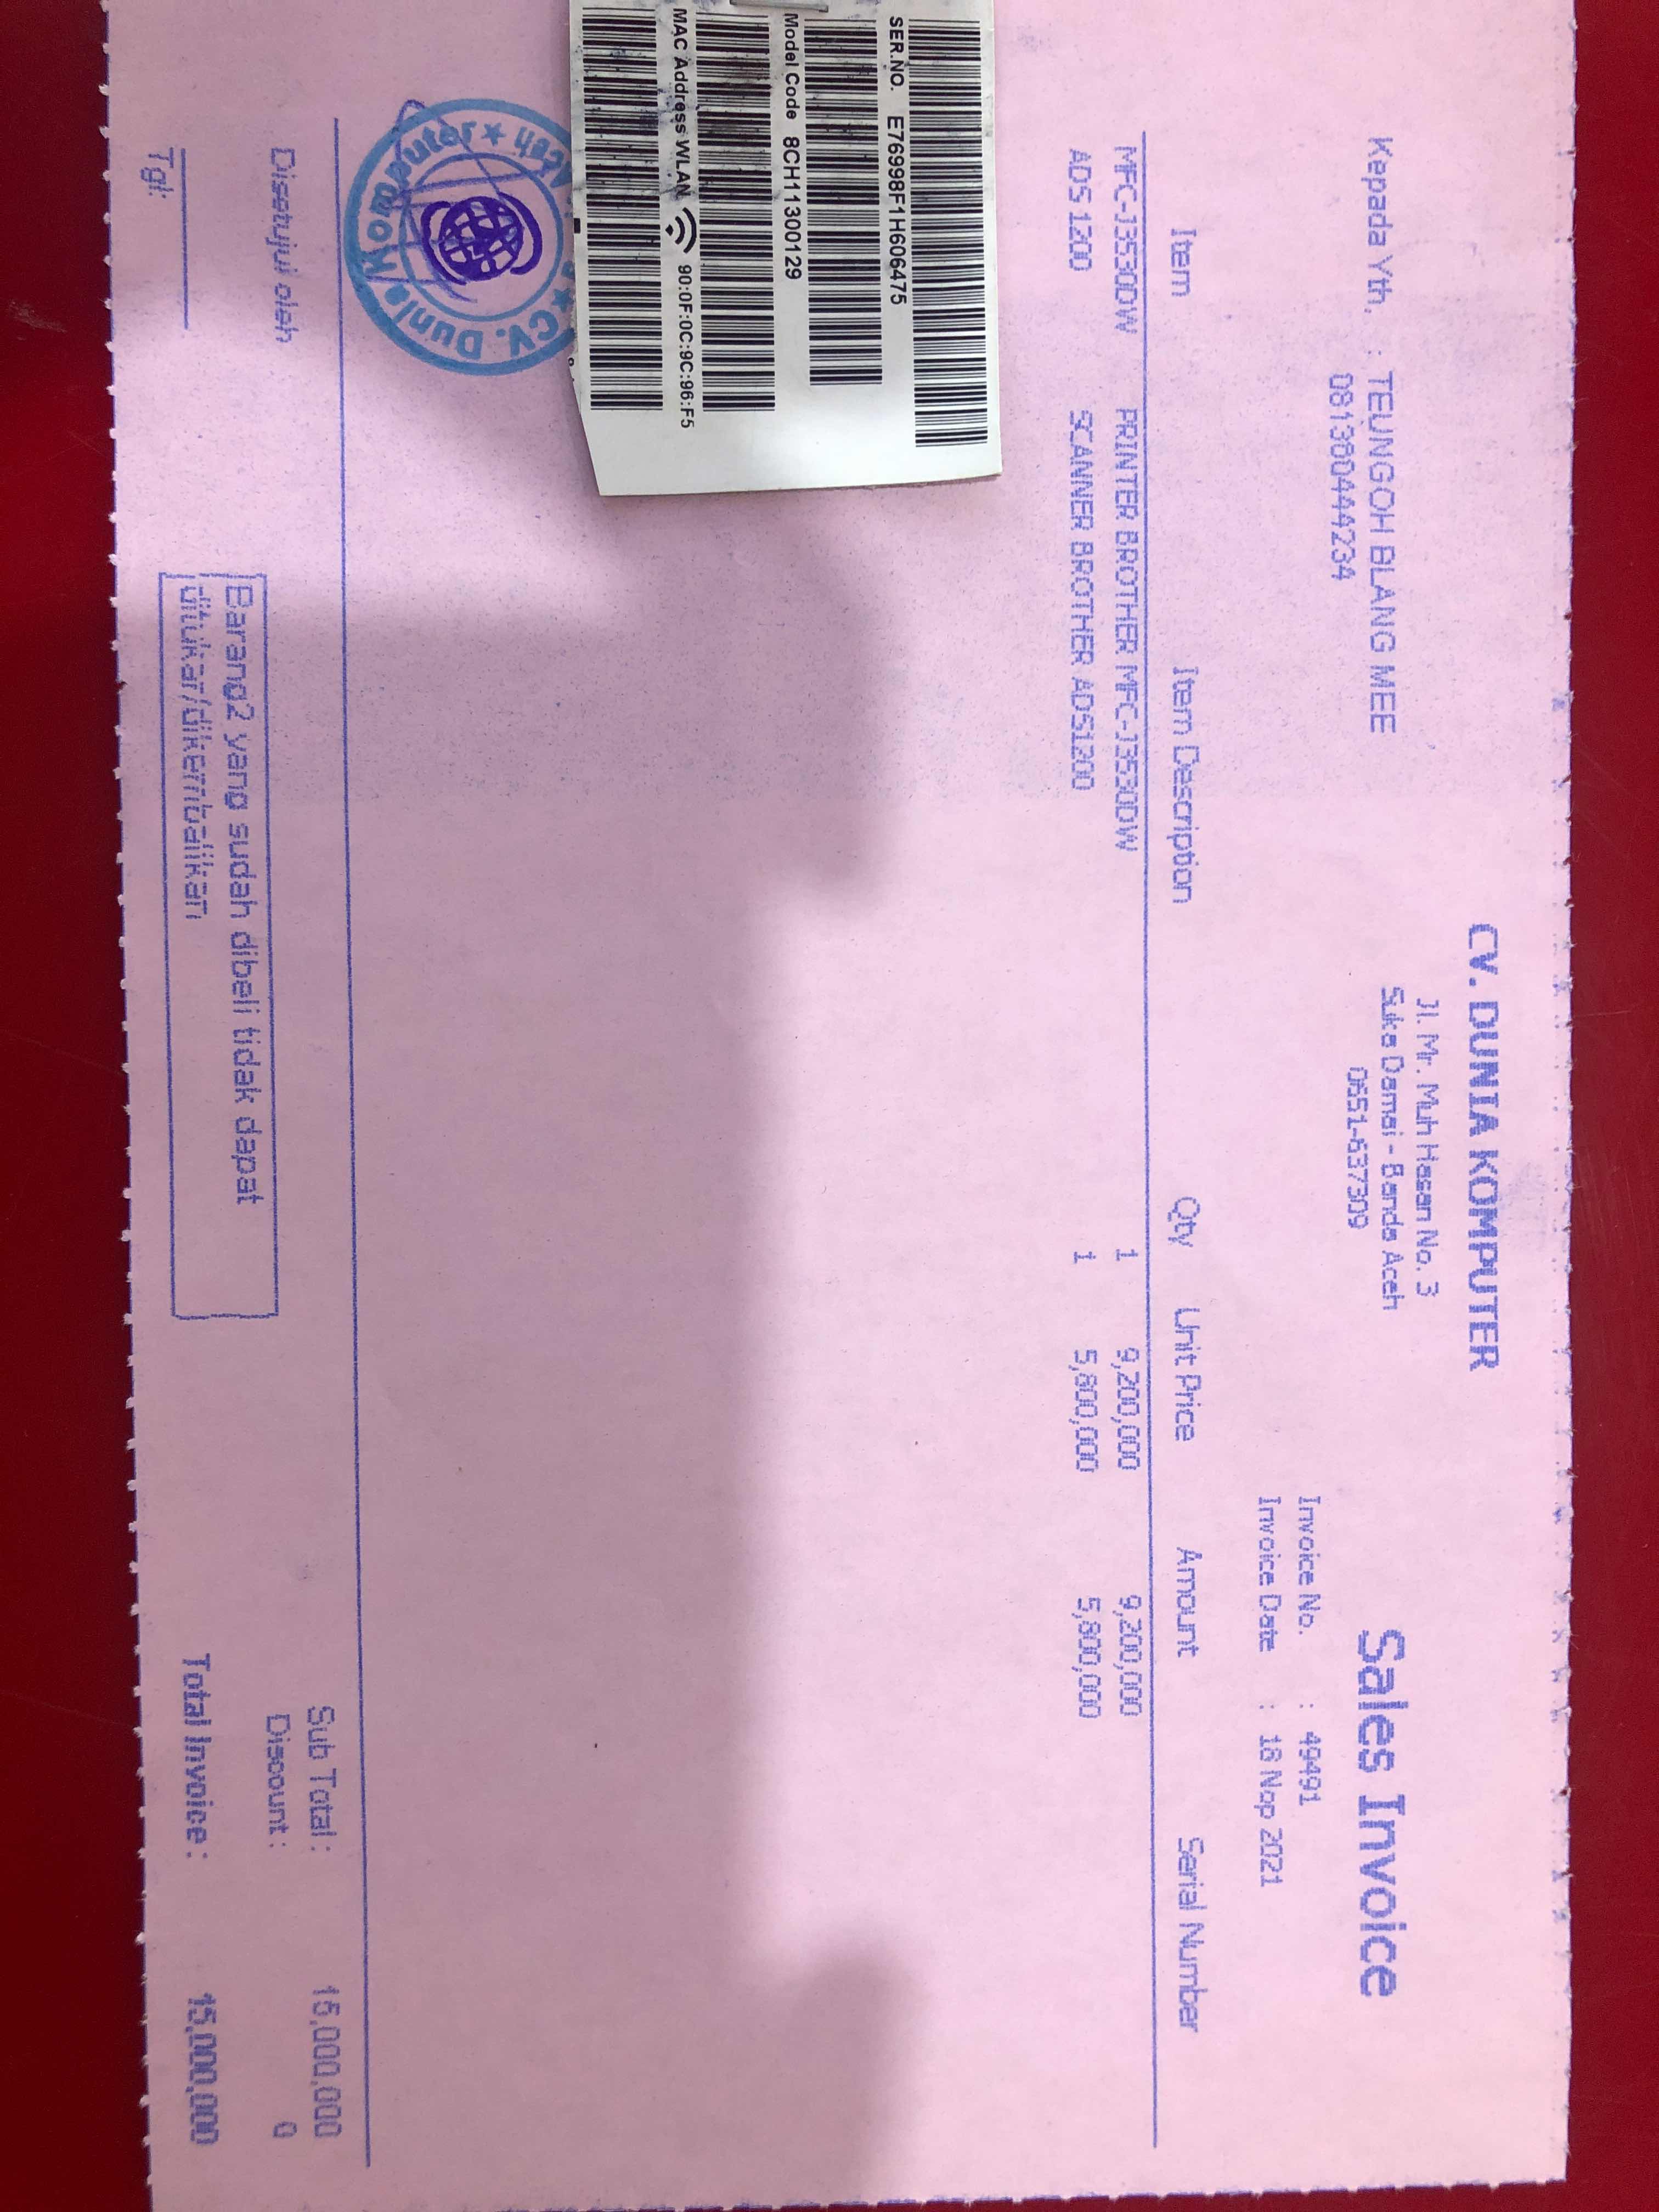 CV. DUNIA KOMPUTER
Jl. Mr. Muh Hasan No. 3
Suka Damai - Banda Aceh
0651-637309
Sales Invoice
Kepada Yth. : TEUNGOH BLANG MEE
081380444234
Invoice No. : 49491
Invoice Date : 18 Nop 2021
Item Item Description Qty Unit Price Amount Serial Number
MFC-J3530DW PRINTER BROTHER MFC-J3530DW 1 9,200,000 9,200,000
ADS 1200 SCANNER BROTHER ADS1200 1 5,800,000 5,800,000
SER.NO. E76998F1H606475
Model Code 8CH11300129
MAC Address WLAN 90:0F:0C:9C:96:F5
CV. Dunia Komputer
Aceh
Sub Total : 15,000,000
Disetujui oleh
Discount : 0
Barang2 yang sudah dibeli tidak dapat
ditukar/dikembalikan
Total Invoice : 15,000,000
Tgl: